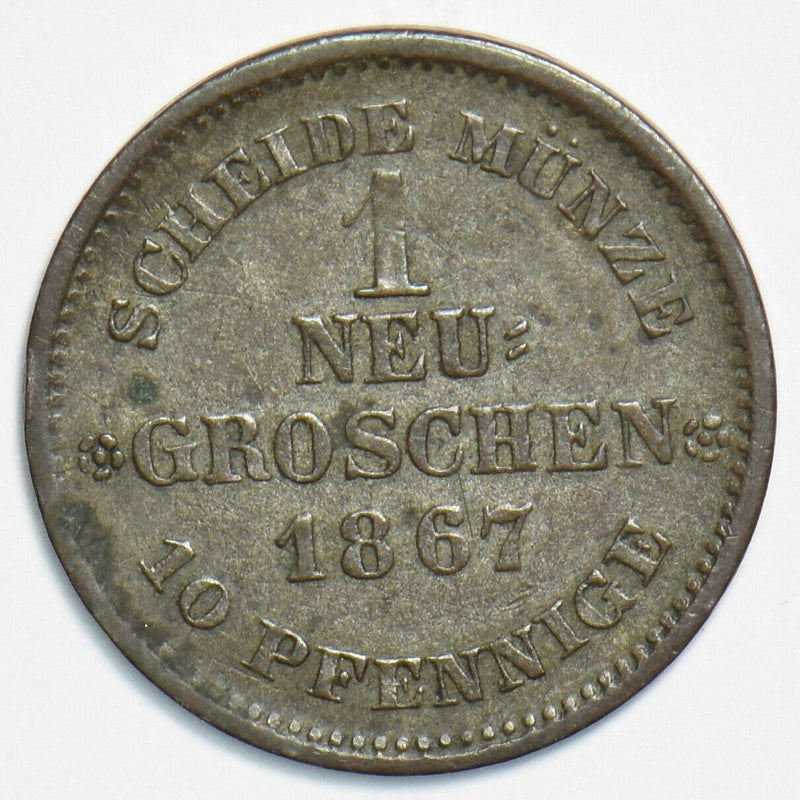 SCHEIDE MÜNZE
1
NEU=
GROSCHEN
1867
10 PFENNIGE